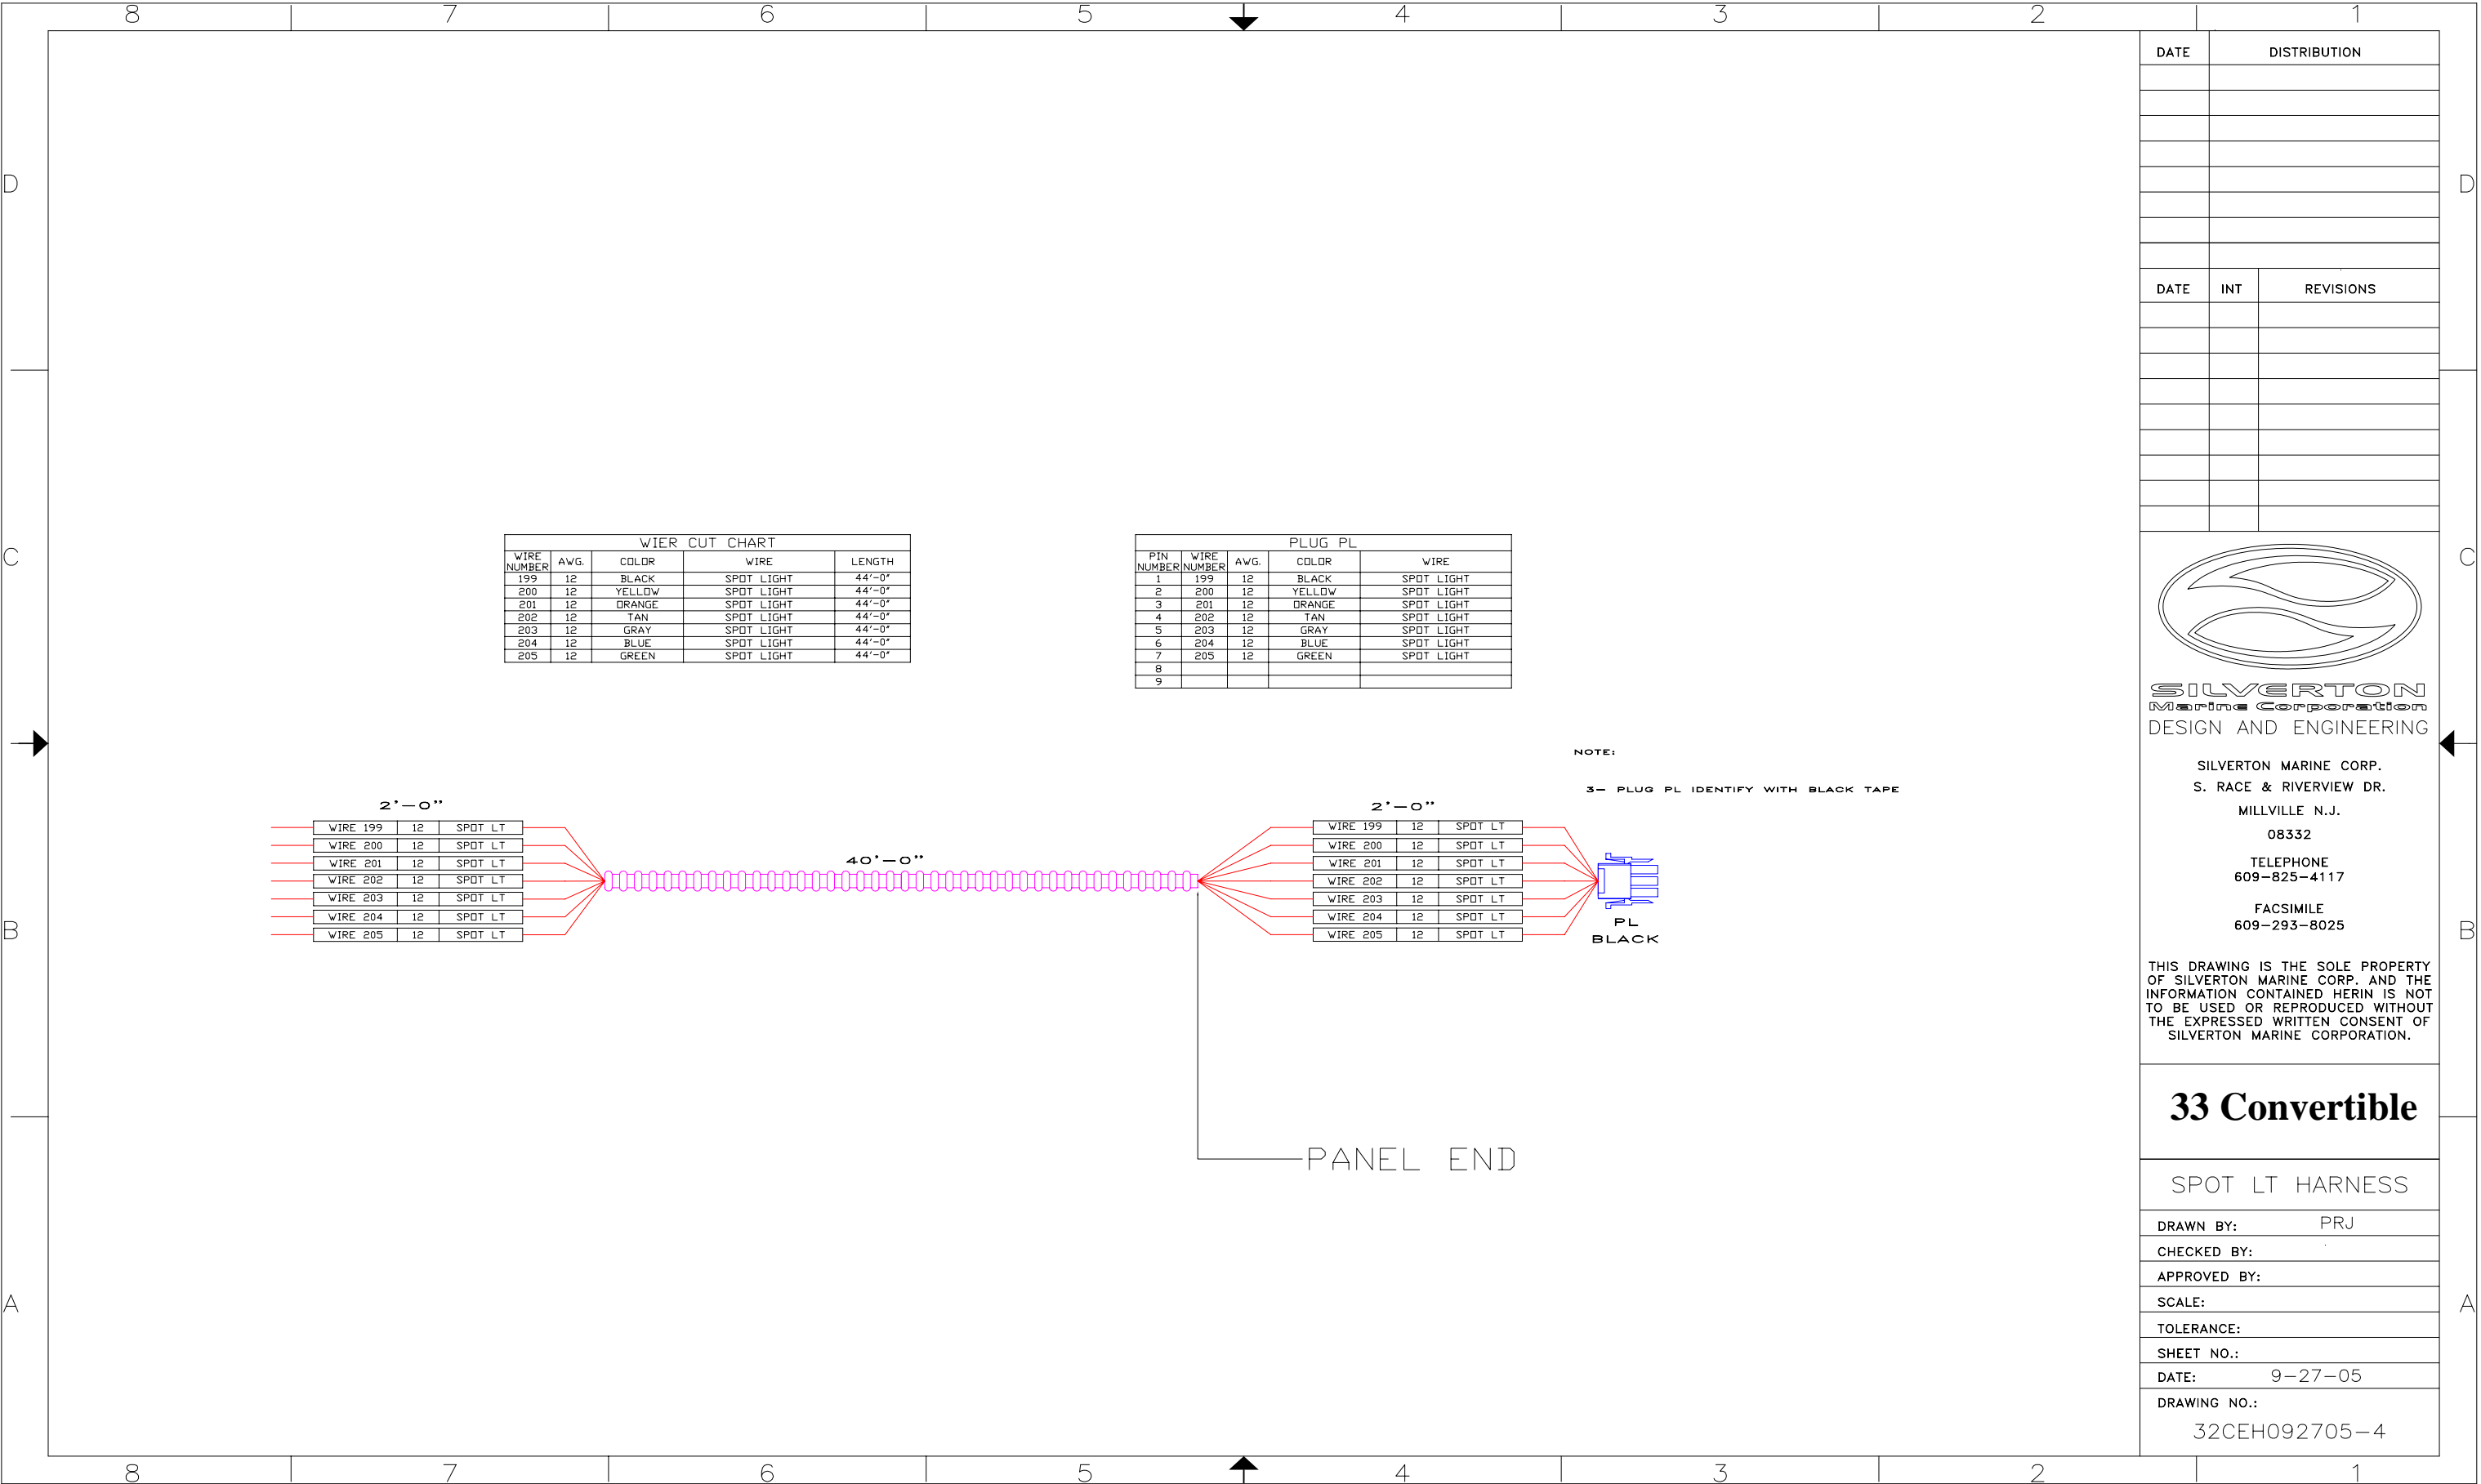 8 7 6 5 4 3 2 1
DATE DISTRIBUTION
D D
DATE INT REVISIONS
C C
WIER CUT CHART
WIRE NUMBER AWG. COLOR WIRE LENGTH
199 12 BLACK SPOT LIGHT 44'-0"
200 12 YELLOW SPOT LIGHT 44'-0"
201 12 ORANGE SPOT LIGHT 44'-0"
202 12 TAN SPOT LIGHT 44'-0"
203 12 GRAY SPOT LIGHT 44'-0"
204 12 BLUE SPOT LIGHT 44'-0"
205 12 GREEN SPOT LIGHT 44'-0"
PLUG PL
PIN NUMBER WIRE NUMBER AWG. COLOR WIRE
1 199 12 BLACK SPOT LIGHT
2 200 12 YELLOW SPOT LIGHT
3 201 12 ORANGE SPOT LIGHT
4 202 12 TAN SPOT LIGHT
5 203 12 GRAY SPOT LIGHT
6 204 12 BLUE SPOT LIGHT
7 205 12 GREEN SPOT LIGHT
8
9
NOTE:
3- PLUG PL IDENTIFY WITH BLACK TAPE
2'-0"
WIRE 199 12 SPOT LT
WIRE 200 12 SPOT LT
WIRE 201 12 SPOT LT
WIRE 202 12 SPOT LT
WIRE 203 12 SPOT LT
WIRE 204 12 SPOT LT
WIRE 205 12 SPOT LT
40'-0"
2'-0"
WIRE 199 12 SPOT LT
WIRE 200 12 SPOT LT
WIRE 201 12 SPOT LT
WIRE 202 12 SPOT LT
WIRE 203 12 SPOT LT
WIRE 204 12 SPOT LT
WIRE 205 12 SPOT LT
PL
BLACK
PANEL END
SILVERTON
Marine Corporation
DESIGN AND ENGINEERING
SILVERTON MARINE CORP.
S. RACE & RIVERVIEW DR.
MILLVILLE N.J.
08332
TELEPHONE
609-825-4117
FACSIMILE
609-293-8025
B B
THIS DRAWING IS THE SOLE PROPERTY
OF SILVERTON MARINE CORP. AND THE
INFORMATION CONTAINED HERIN IS NOT
TO BE USED OR REPRODUCED WITHOUT
THE EXPRESSED WRITTEN CONSENT OF
SILVERTON MARINE CORPORATION.
33 Convertible
SPOT LT HARNESS
DRAWN BY: PRJ
CHECKED BY:
APPROVED BY:
A A
SCALE:
TOLERANCE:
SHEET NO.:
DATE: 9-27-05
DRAWING NO.:
32CEH092705-4
8 7 6 5 4 3 2 1